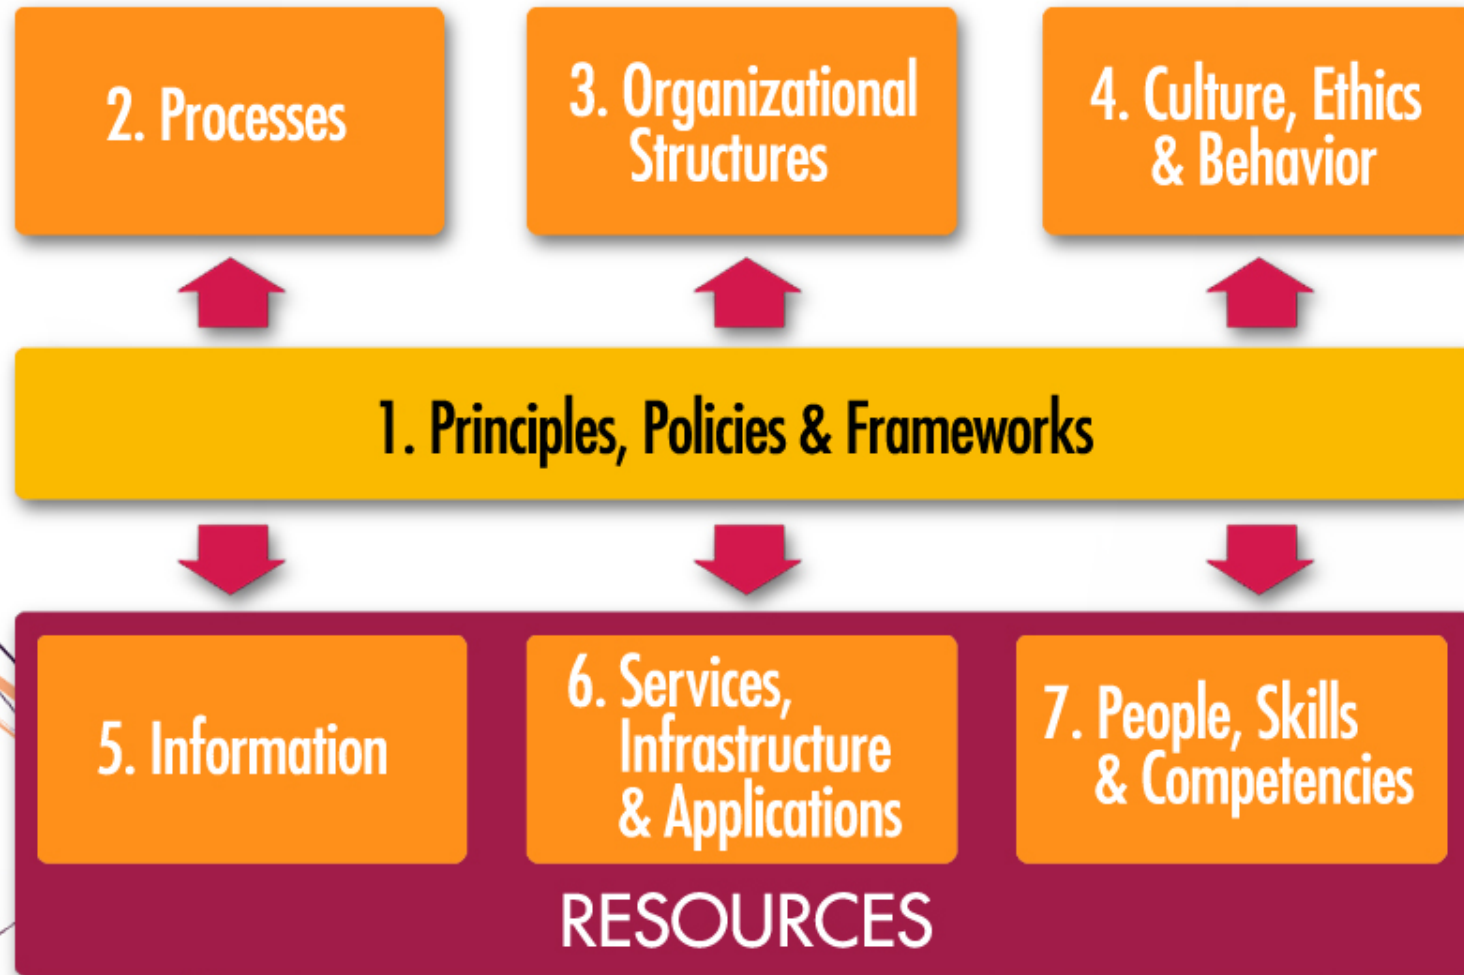 2. Processes
3. Organizational
Structures
4. Culture, Ethics
& Behavior
1. Principles, Policies & Frameworks
5. Information
6. Services,
Infrastructure
& Applications
7. People, Skills
& Competencies
RESOURCES